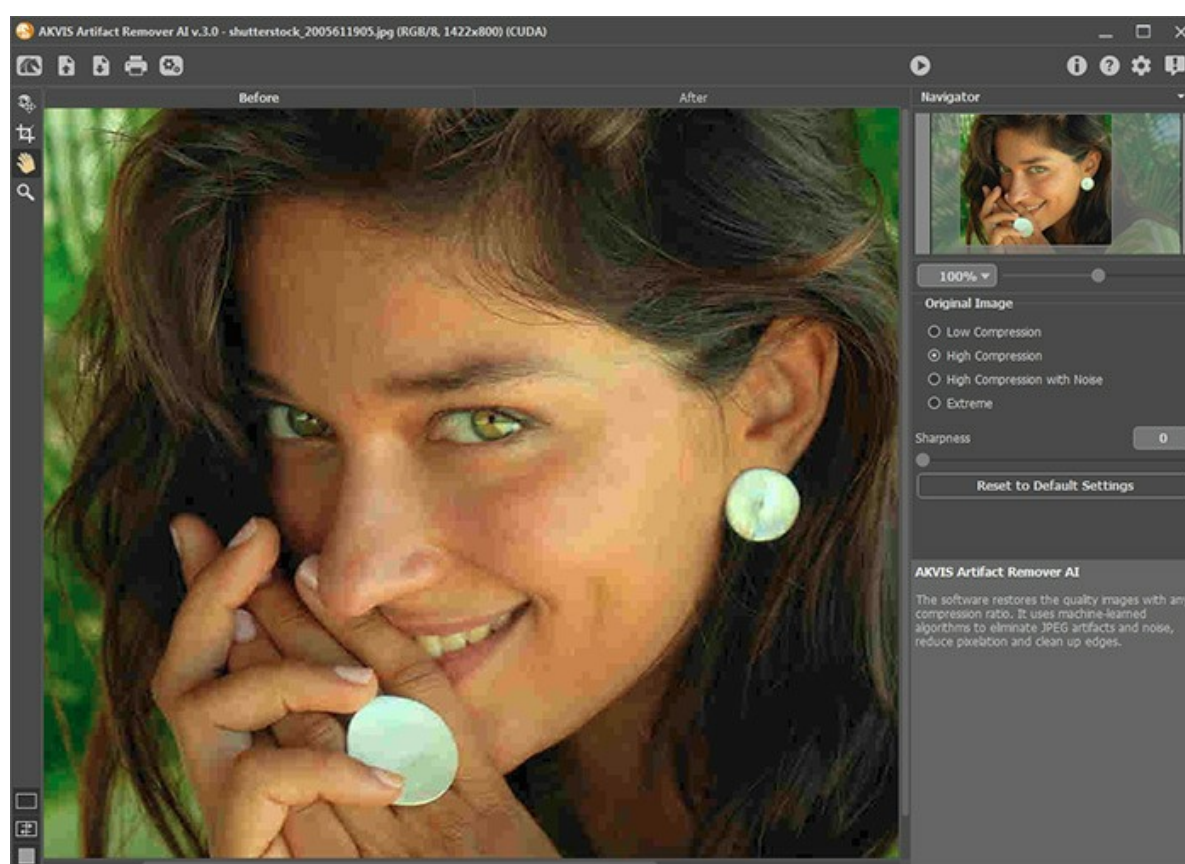 AKVIS Artifact Remover AI v.3.0 - shutterstock_2005611905.jpg (RGB/8, 1422x800) (CUDA)
Before
After
Navigator
100%
Original Image
Low Compression
High Compression
High Compression with Noise
Extreme
Sharpness
0
Reset to Default Settings
AKVIS Artifact Remover AI
The software restores the quality images with any
compression ratio. It uses machine-learned
algorithms to eliminate JPEG artifacts and noise,
reduce pixelation and clean up edges.